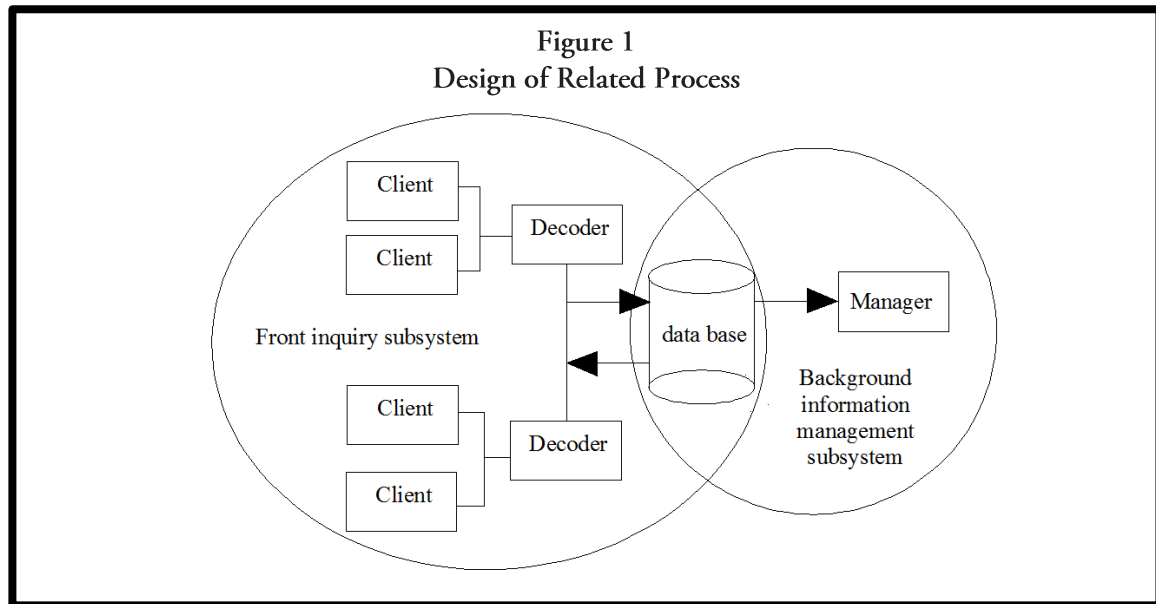 Figure 1
Design of Related Process
Client
Client
Decoder
Front inquiry subsystem
data base
Manager
Client
Client
Decoder
Background
information
management
subsystem